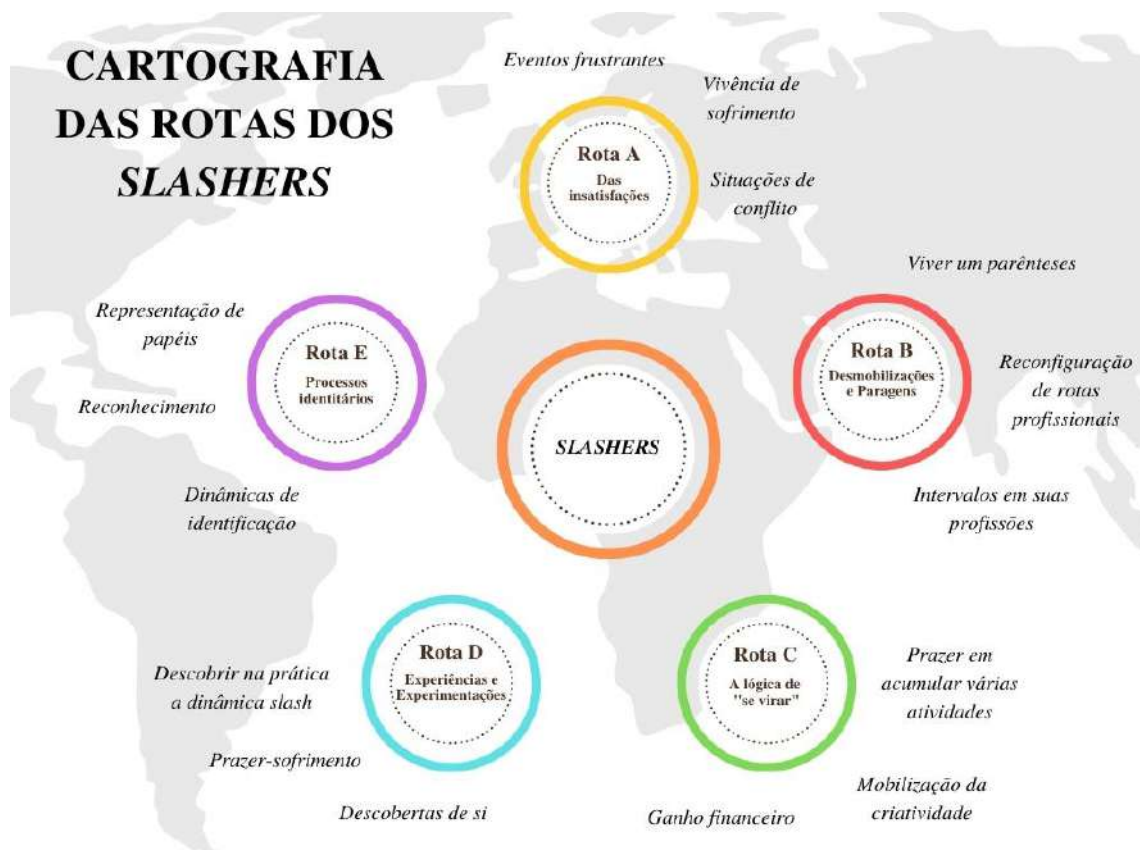 CARTOGRAFIA
DAS ROTAS DOS
SLASHERS
Eventos frustrantes
Vivência de
sofrimento
Rota A
Das
insatisfações
Situações de
conflito
Viver um parênteses
Rota B
Desmobilizações
e Paragens
Reconfiguração
de rotas
profissionais
Intervalos em suas
profissões
Representação de
papéis
Rota E
Processos
identitários
Reconhecimento
Dinâmicas de
identificação
SLASHERS
Rota D
Experiências e
Experimentações
Descobrir na prática
a dinâmica slash
Prazer-sofrimento
Descobertas de si
Rota C
A lógica de
"se virar"
Prazer em
acumular várias
atividades
Mobilização da
criatividade
Ganho financeiro